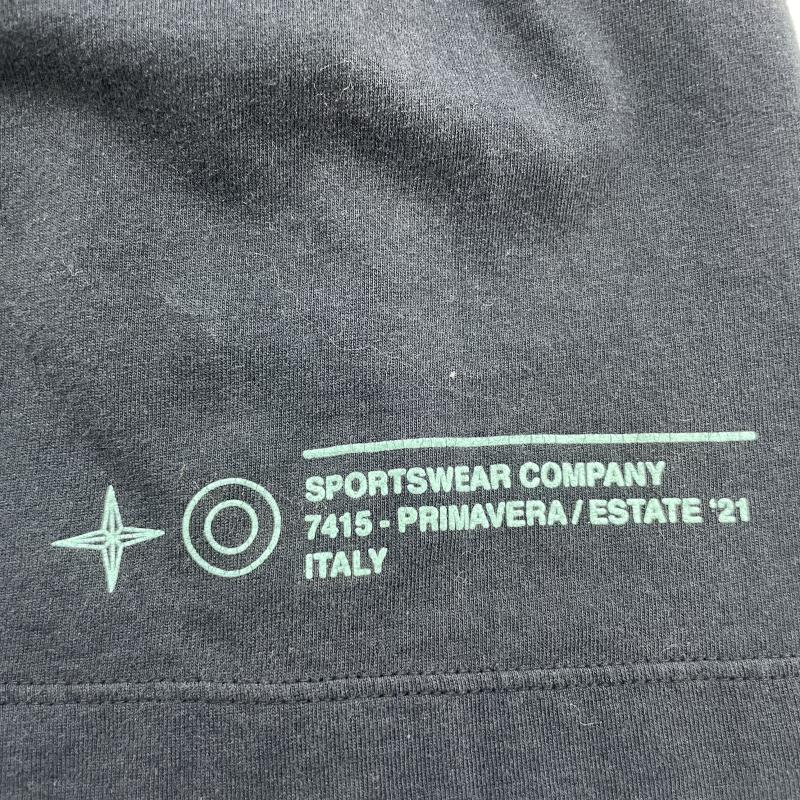 SPORTSWEAR COMPANY
7415 - PRIMAVERA / ESTATE '21
ITALY